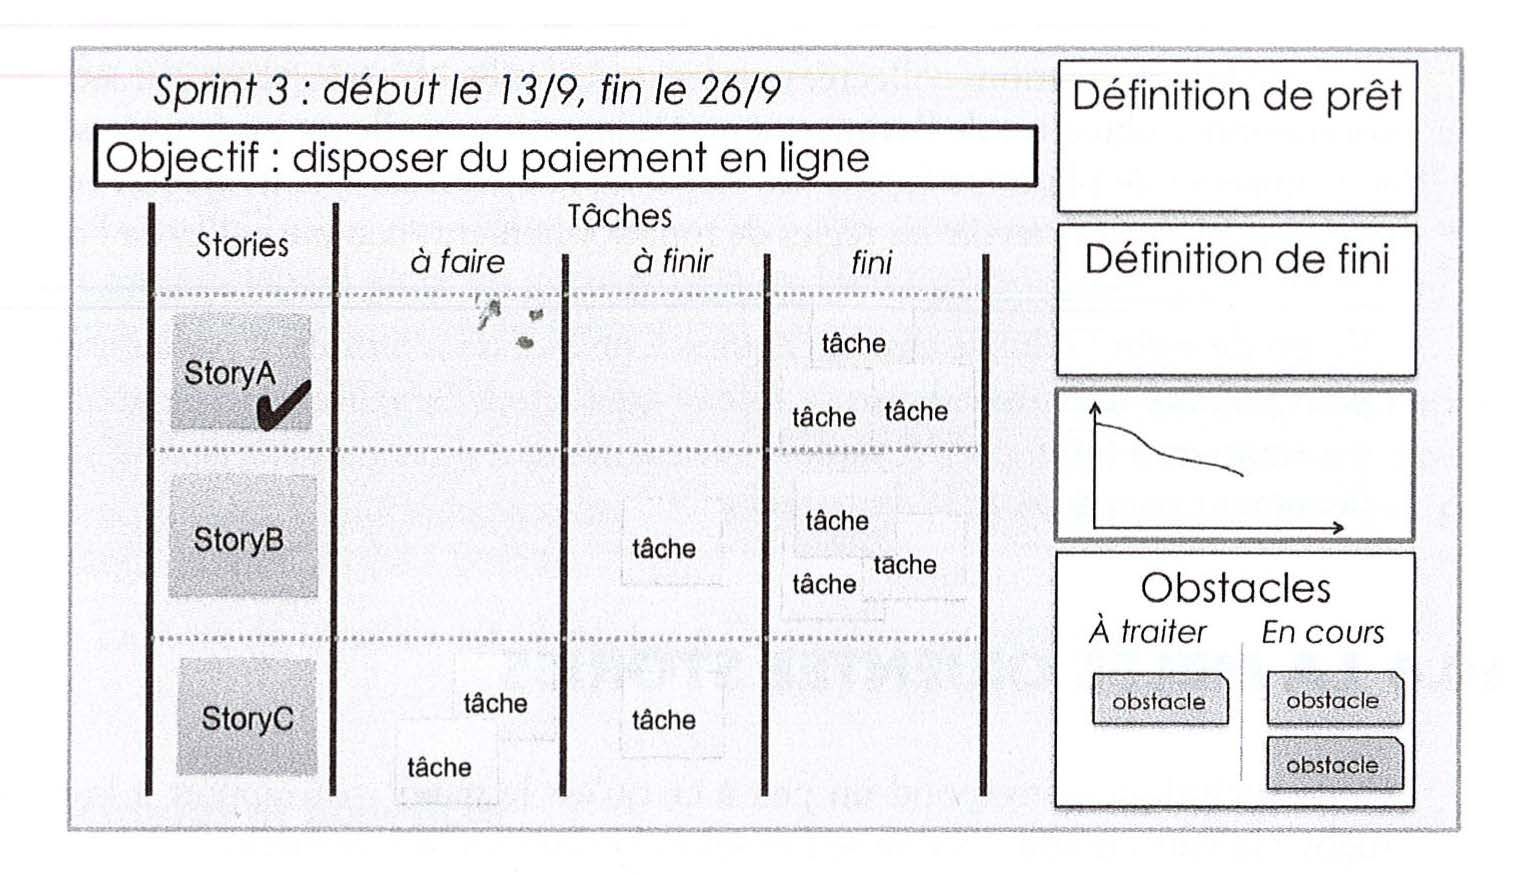 Sprint 3 : début le 13/9, fin le 26/9
Objectif : disposer du paiement en ligne
Stories
Tâches
à faire
à finir
fini
StoryA
tâche
tâche
tâche
StoryB
tâche
tâche
tâche
tâche
StoryC
tâche
tâche
tâche
Définition de prêt
Définition de fini
Obstacles
À traiter
En cours
obstacle
obstacle
obstacle